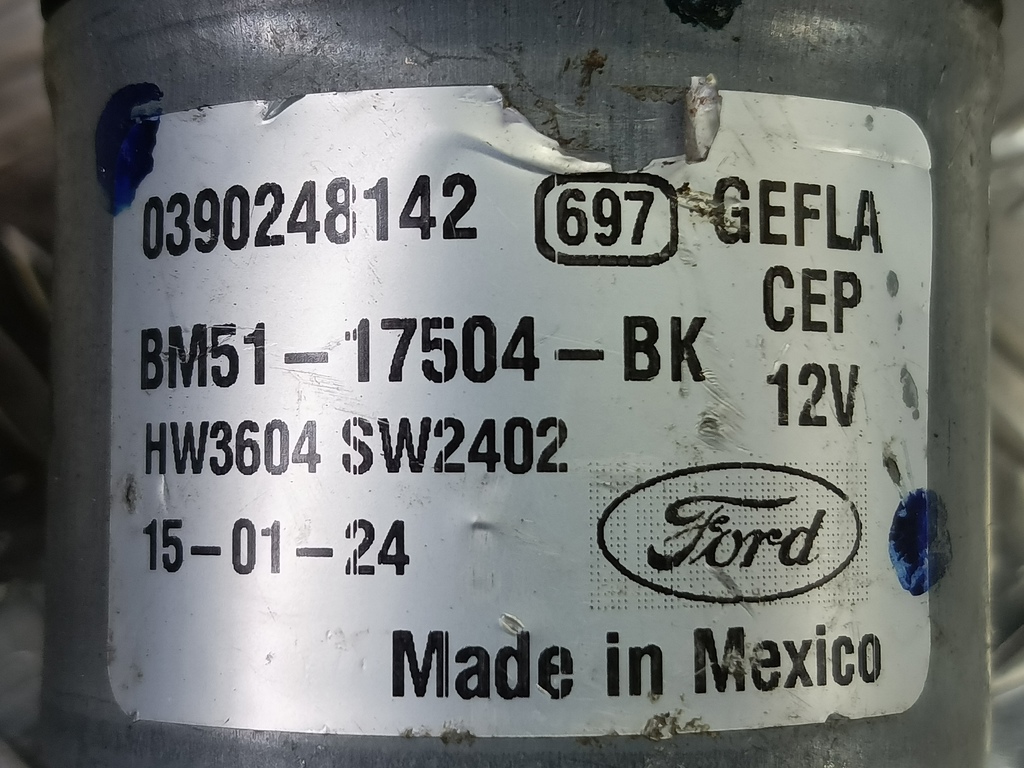 0390248142 697 GEFLA
CEP
BM51-17504-BK
12V
HW3604 SW2402
15-01-24
Ford
Made in Mexico